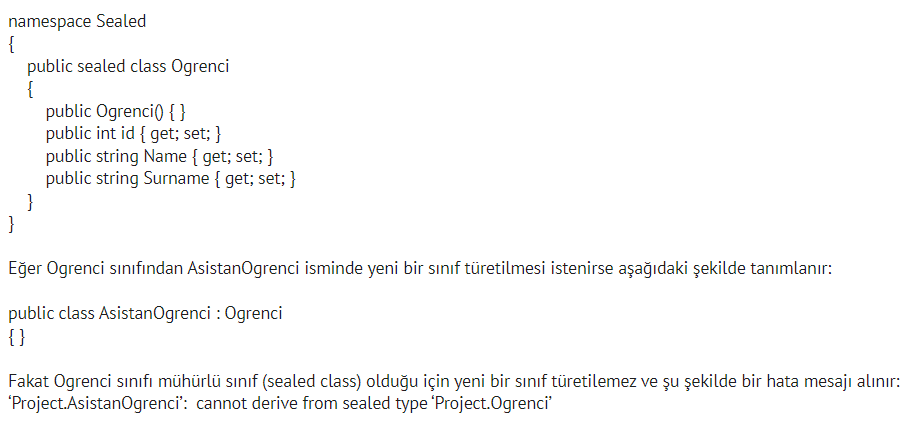 namespace Sealed
{
public sealed class Ogrenci
{
public Ogrenci() { }
public int id { get; set; }
public string Name { get; set; }
public string Surname { get; set; }
}
}
Eğer Ogrenci sınıfından AsistanOgrenci isminde yeni bir sınıf türetilmesi istenirse aşağıdaki şekilde tanımlanır:
public class AsistanOgrenci : Ogrenci
{ }
Fakat Ogrenci sınıfı mühürlü sınıf (sealed class) olduğu için yeni bir sınıf türetilemez ve şu şekilde bir hata mesajı alınır:
‘Project.AsistanOgrenci’: cannot derive from sealed type ‘Project.Ogrenci’